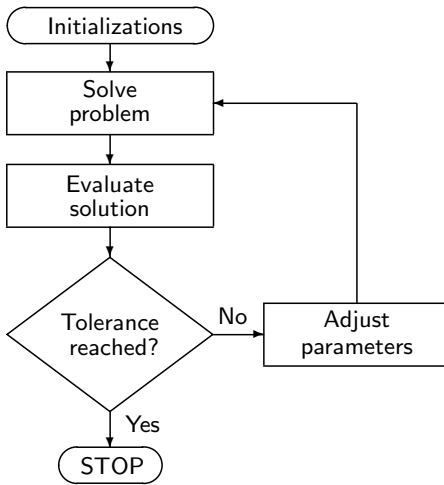 Initializations
Solve
problem
Evaluate
solution
Tolerance
reached?
No
Adjust
parameters
Yes
STOP